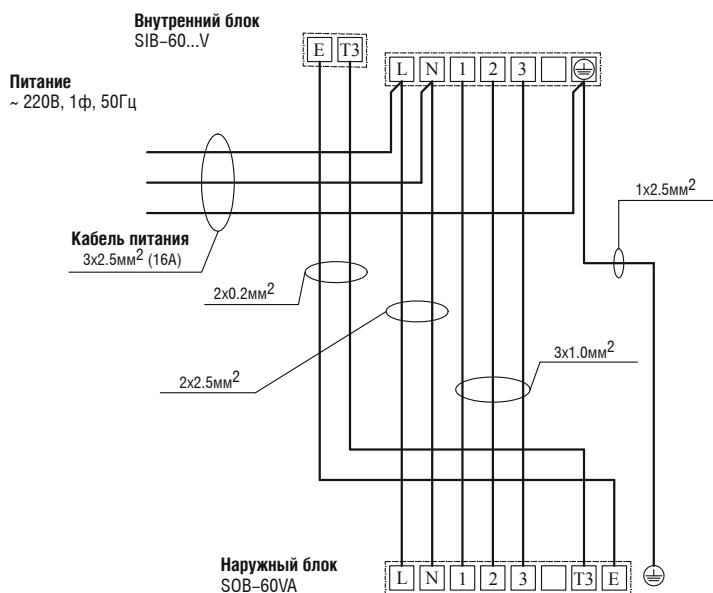 Внутренний блок
SIB–60...V
E T3
L N 1 2 3
Питание
~ 220В, 1ф, 50Гц
1x2.5мм²
Кабель питания
3x2.5мм² (16А)
2x0.2мм²
3x1.0мм²
2x2.5мм²
Наружный блок
SOB–60VA
L N 1 2 3 T3 E